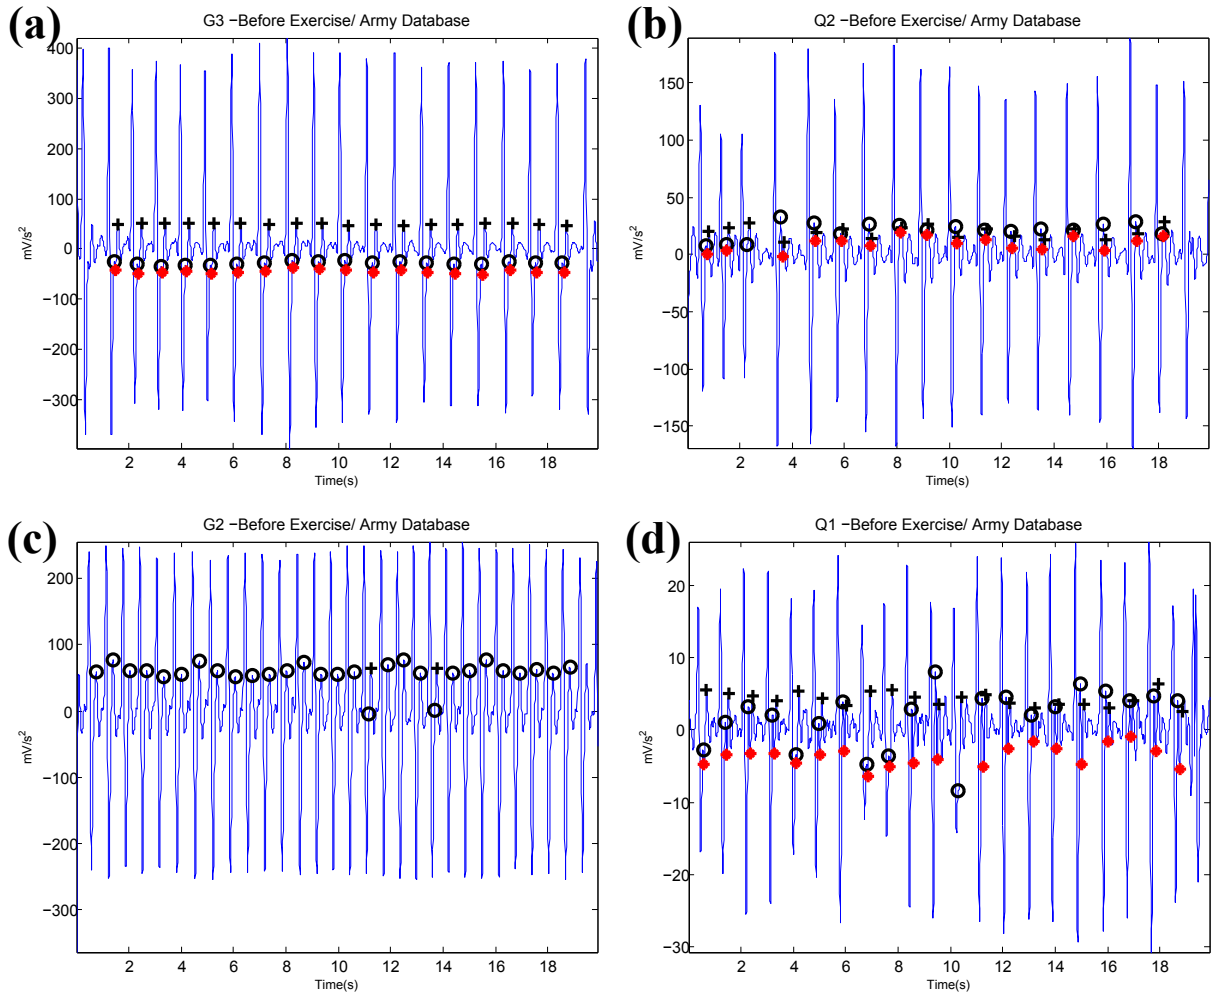 (a)
G3 −Before Exercise/ Army Database
400
300
200
100
0
−100
−200
−300
mV/s²
2 4 6 8 10 12 14 16 18
Time(s)
(b)
Q2 −Before Exercise/ Army Database
150
100
50
0
−50
−100
−150
mV/s²
2 4 6 8 10 12 14 16 18
Time(s)
(c)
G2 −Before Exercise/ Army Database
200
100
0
−100
−200
−300
mV/s²
2 4 6 8 10 12 14 16 18
Time(s)
(d)
Q1 −Before Exercise/ Army Database
20
10
0
−10
−20
−30
mV/s²
2 4 6 8 10 12 14 16 18
Time(s)